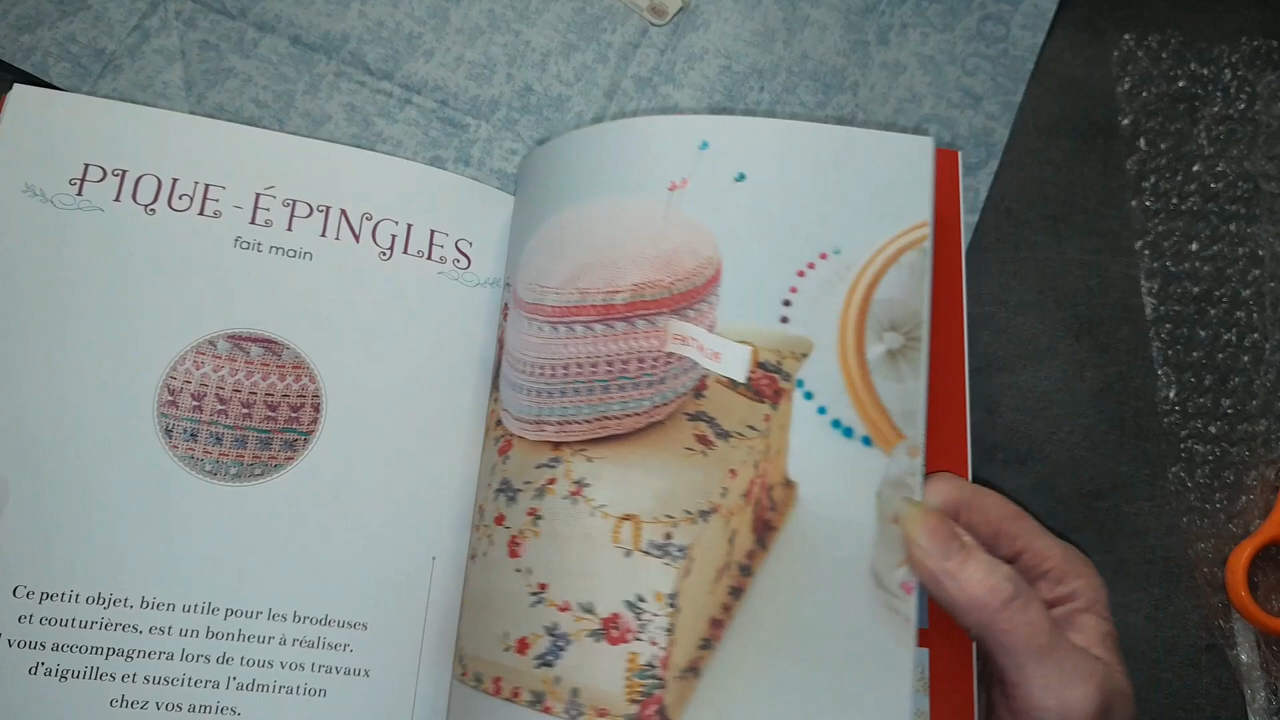 PIQUE-ÉPINGLES
fait main
Ce petit objet, bien utile pour les brodeuses
et couturières, est un bonheur à réaliser.
vous accompagnera lors de tous vos travaux
d'aiguilles et suscitera l'admiration
chez vos amies.